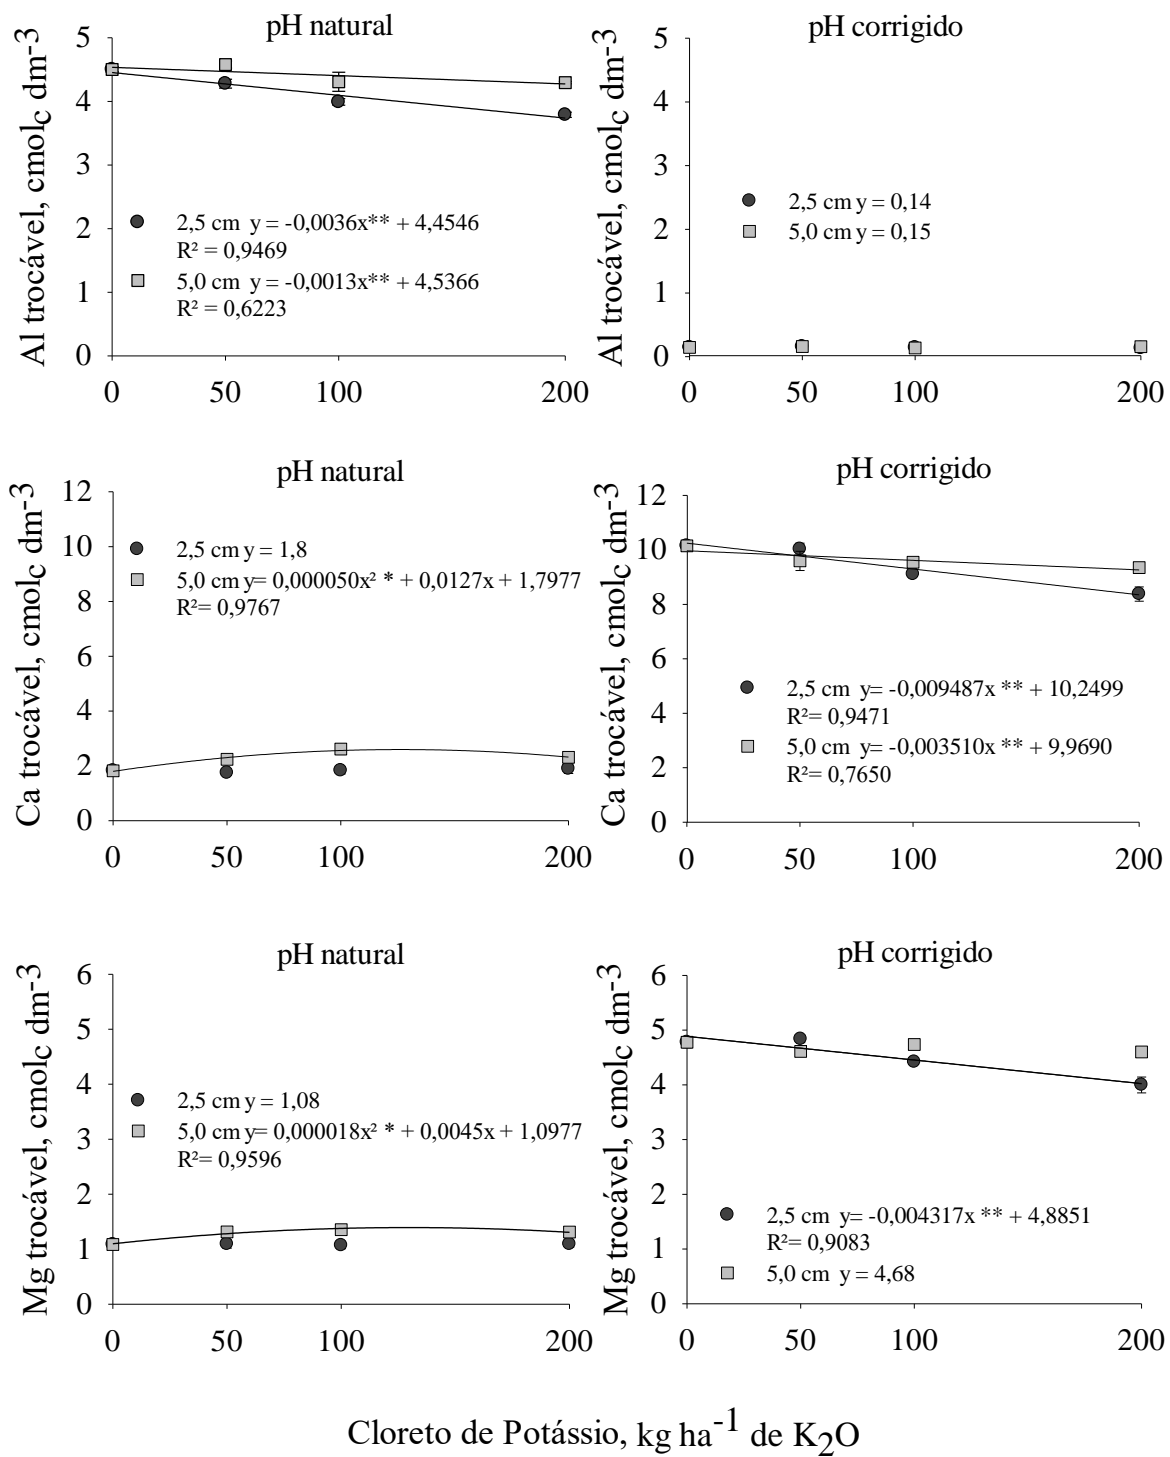 pH natural
5
4
3
2
1
0
Al trocável, cmolc dm-3
2,5 cm y = -0,0036x** + 4,4546
R² = 0,9469
5,0 cm y = -0,0013x** + 4,5366
R² = 0,6223
0 50 100 200
pH corrigido
5
4
3
2
1
0
Al trocável, cmolc dm-3
2,5 cm y = 0,14
5,0 cm y = 0,15
0 50 100 200
pH natural
12
10
8
6
4
2
0
Ca trocável, cmolc dm-3
2,5 cm y = 1,8
5,0 cm y= 0,000050x² * + 0,0127x + 1,7977
R²= 0,9767
0 50 100 200
pH corrigido
12
10
8
6
4
2
0
Ca trocável, cmolc dm-3
2,5 cm y= -0,009487x ** + 10,2499
R²= 0,9471
5,0 cm y= -0,003510x ** + 9,9690
R²= 0,7650
0 50 100 200
pH natural
6
5
4
3
2
1
0
Mg trocável, cmolc dm-3
2,5 cm y = 1,08
5,0 cm y= 0,000018x² * + 0,0045x + 1,0977
R²= 0,9596
0 50 100 200
pH corrigido
6
5
4
3
2
1
0
Mg trocável, cmolc dm-3
2,5 cm y= -0,004317x ** + 4,8851
R²= 0,9083
5,0 cm y = 4,68
0 50 100 200
Cloreto de Potássio, kg ha-1 de K2O